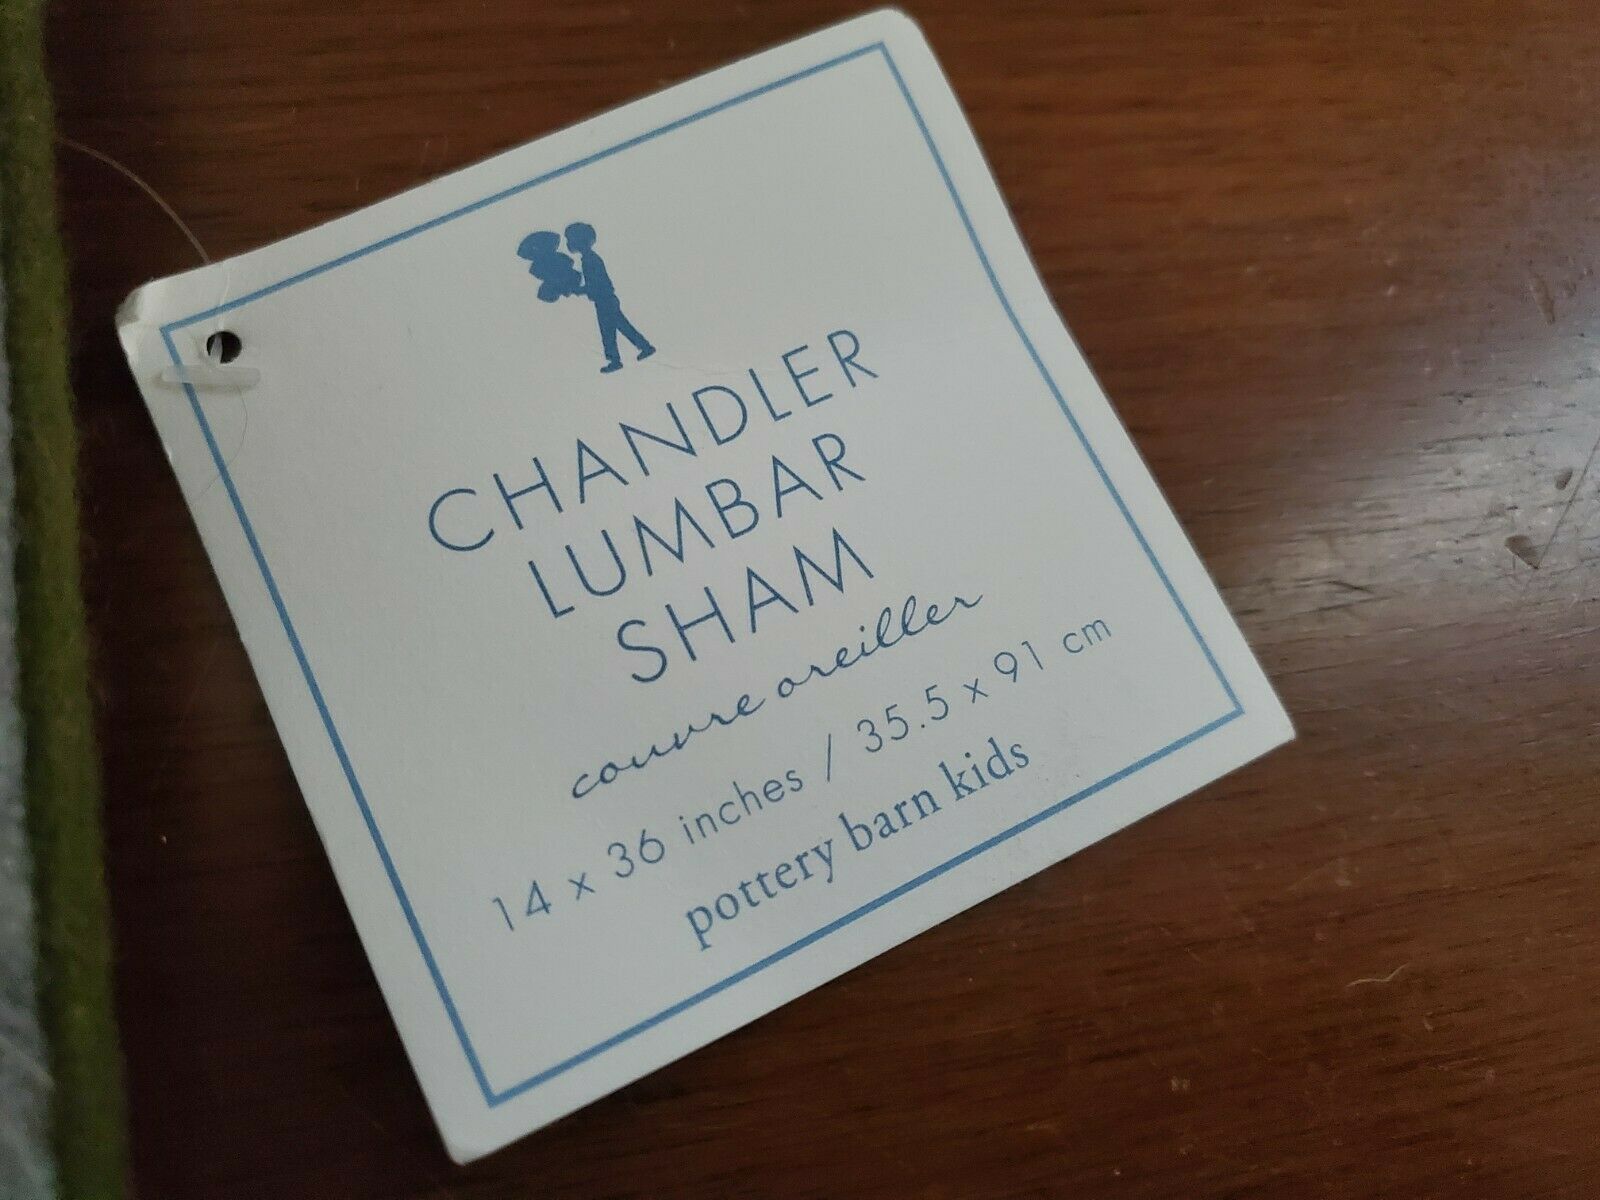 CHANDLER
LUMBAR
SHAM
couvre oreiller
14 x 36 inches / 35.5 x 91 cm
pottery barn kids